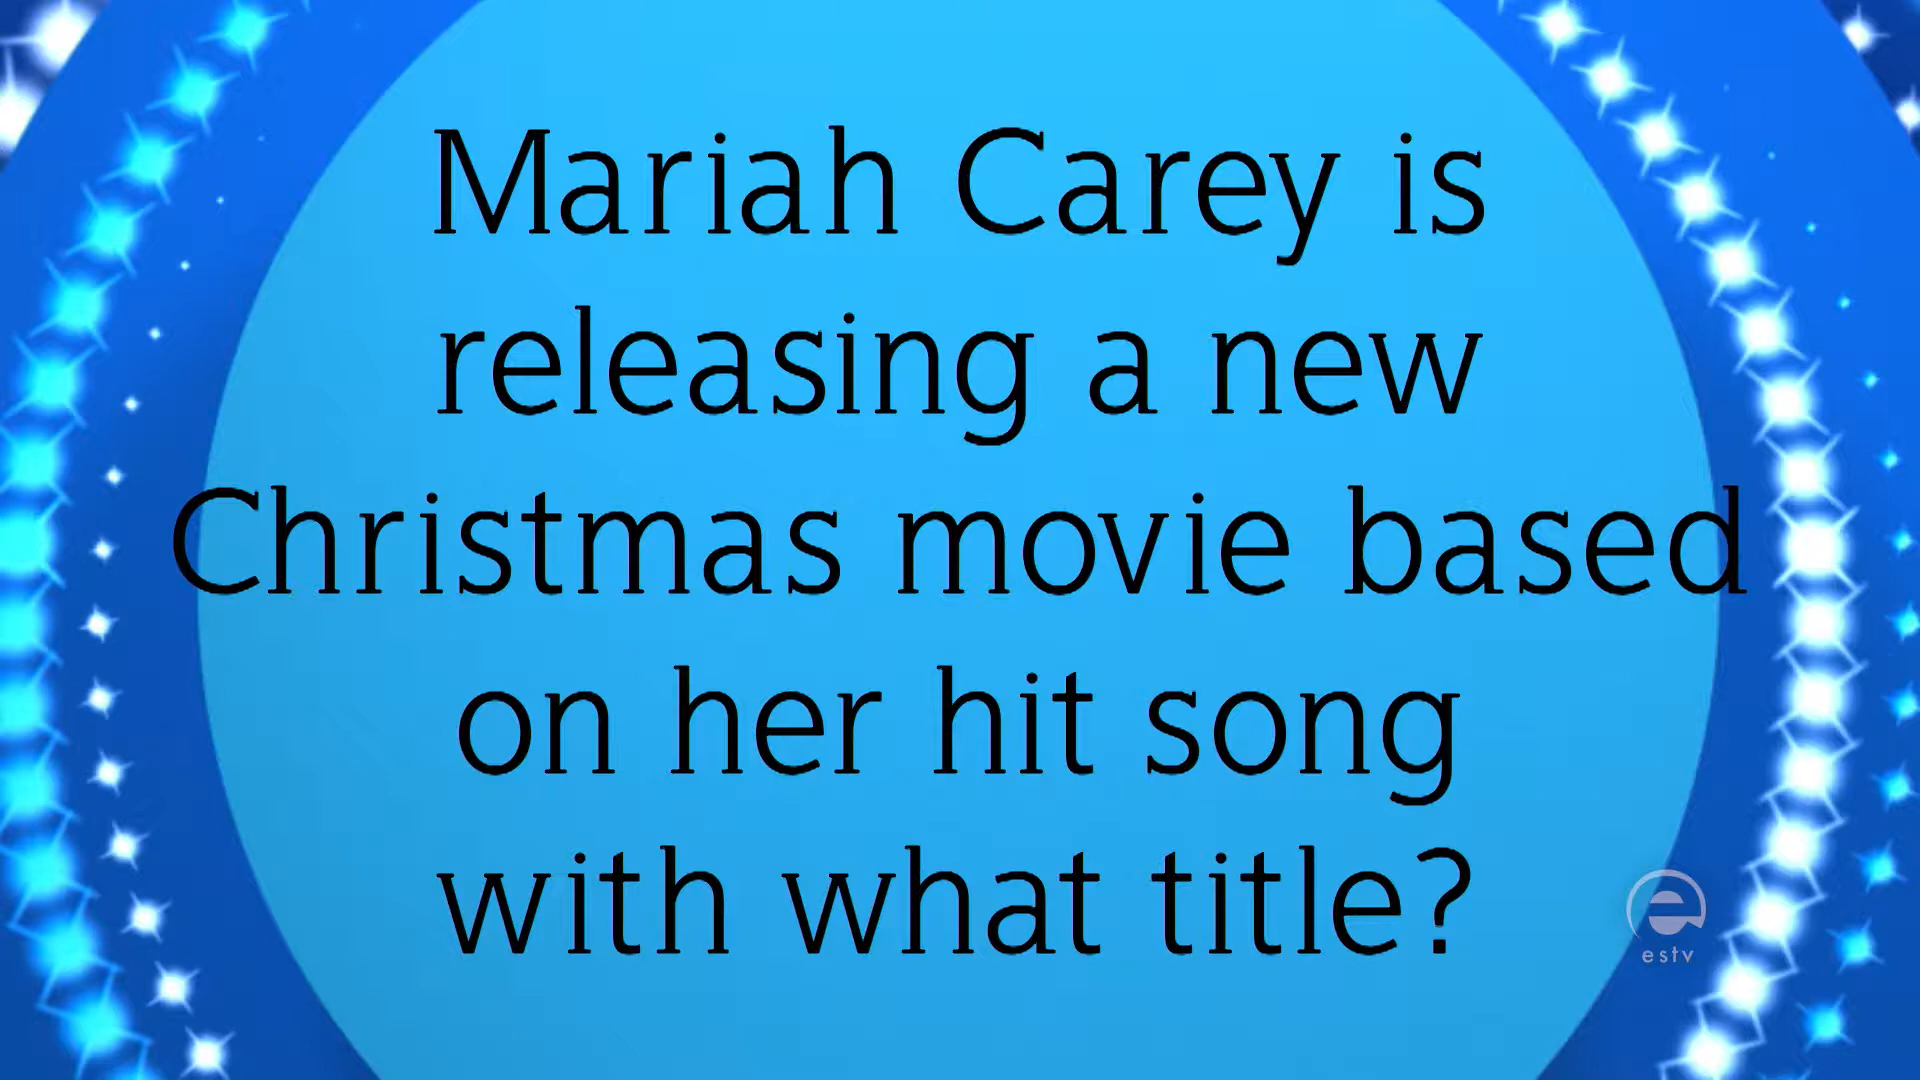 Mariah Carey is
releasing a new
Christmas movie based
on her hit song
with what title?
e
estv